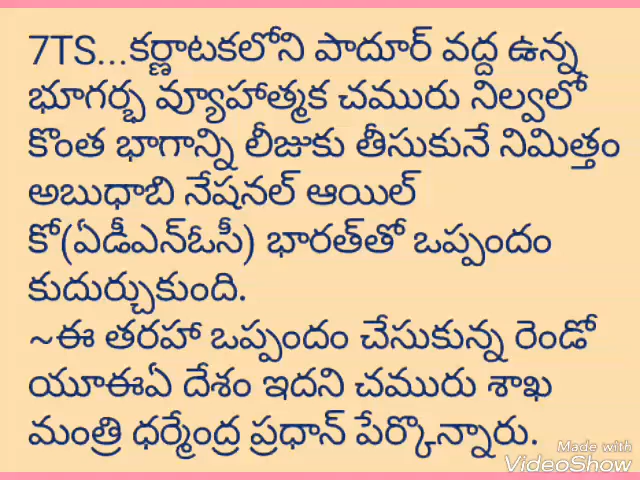 7TS...కర్ణాటకలోని పాదూర్ వద్ద ఉన్న
భూగర్భ వ్యూహాత్మక చమురు నిల్వలో
కొంత భాగాన్ని లీజుకు తీసుకునే నిమిత్తం
అబుధాబి నేషనల్ ఆయిల్
కో(ఏడీఎన్ఓసీ) భారత్‌తో ఒప్పందం
కుదుర్చుకుంది.
~ఈ తరహా ఒప్పందం చేసుకున్న రెండో
యూఈఏ దేశం ఇదని చమురు శాఖ
మంత్రి ధర్మేంద్ర ప్రధాన్ పేర్కొన్నారు.
Made with
VideoShow